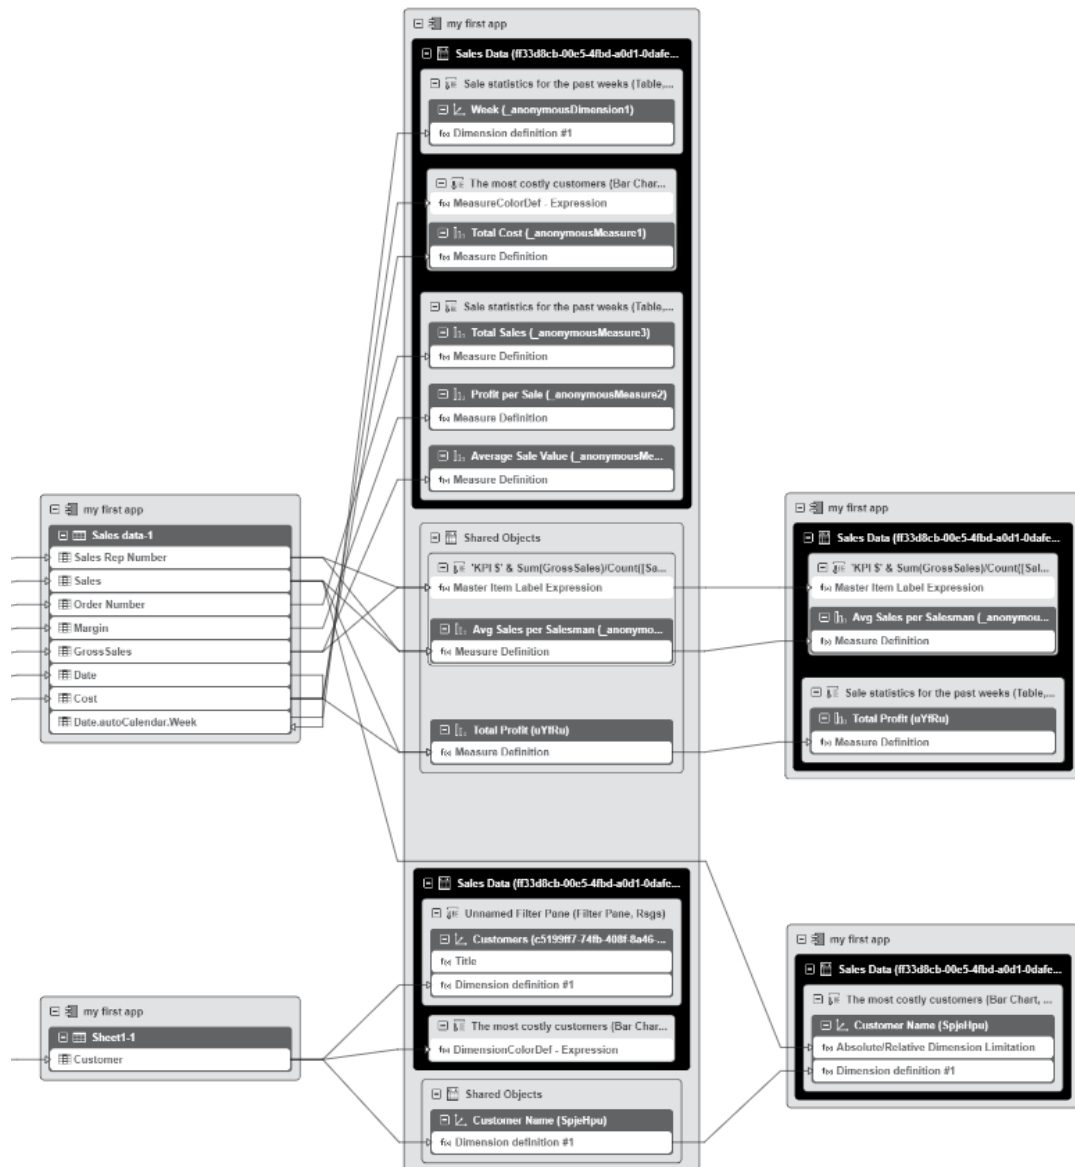 my first app
Sales Data (ff33d8cb-00e5-4fbd-a0d1-0dafe...
Sale statistics for the past weeks (Table,...
Week (_anonymousDimension1)
f(x) Dimension definition #1
The most costly customers (Bar Char...
f(x) MeasureColorDef - Expression
Total Cost (_anonymousMeasure1)
f(x) Measure Definition
Sale statistics for the past weeks (Table,...
Total Sales (_anonymousMeasure3)
f(x) Measure Definition
Profit per Sale (_anonymousMeasure2)
f(x) Measure Definition
Average Sale Value (_anonymousMe...
f(x) Measure Definition
my first app
Sales data-1
Sales Rep Number
Sales
Order Number
Margin
GrossSales
Date
Cost
Date.autoCalendar.Week
Shared Objects
'KPI $' & Sum(GrossSales)/Count([Sa...
f(x) Master Item Label Expression
Avg Sales per Salesman (_anonymo...
f(x) Measure Definition
Total Profit (uYfRu)
f(x) Measure Definition
my first app
Sales Data (ff33d8cb-00e5-4fbd-a0d1-0dafe...
'KPI $' & Sum(GrossSales)/Count([Sal...
f(x) Master Item Label Expression
Avg Sales per Salesman (_anonymou...
f(x) Measure Definition
Sale statistics for the past weeks (Table,...
Total Profit (uYfRu)
f(x) Measure Definition
Sales Data (ff33d8cb-00e5-4fbd-a0d1-0dafe...
Unnamed Filter Pane (Filter Pane, Rsgs)
Customers (c5199ff7-74fb-408f-8a46-...
f(x) Title
f(x) Dimension definition #1
The most costly customers (Bar Char...
f(x) DimensionColorDef - Expression
Shared Objects
Customer Name (SpjeHpu)
f(x) Dimension definition #1
my first app
Sheet1-1
Customer
my first app
Sales Data (ff33d8cb-00e5-4fbd-a0d1-0dafe...
The most costly customers (Bar Chart, ...
Customer Name (SpjeHpu)
f(x) Absolute/Relative Dimension Limitation
f(x) Dimension definition #1